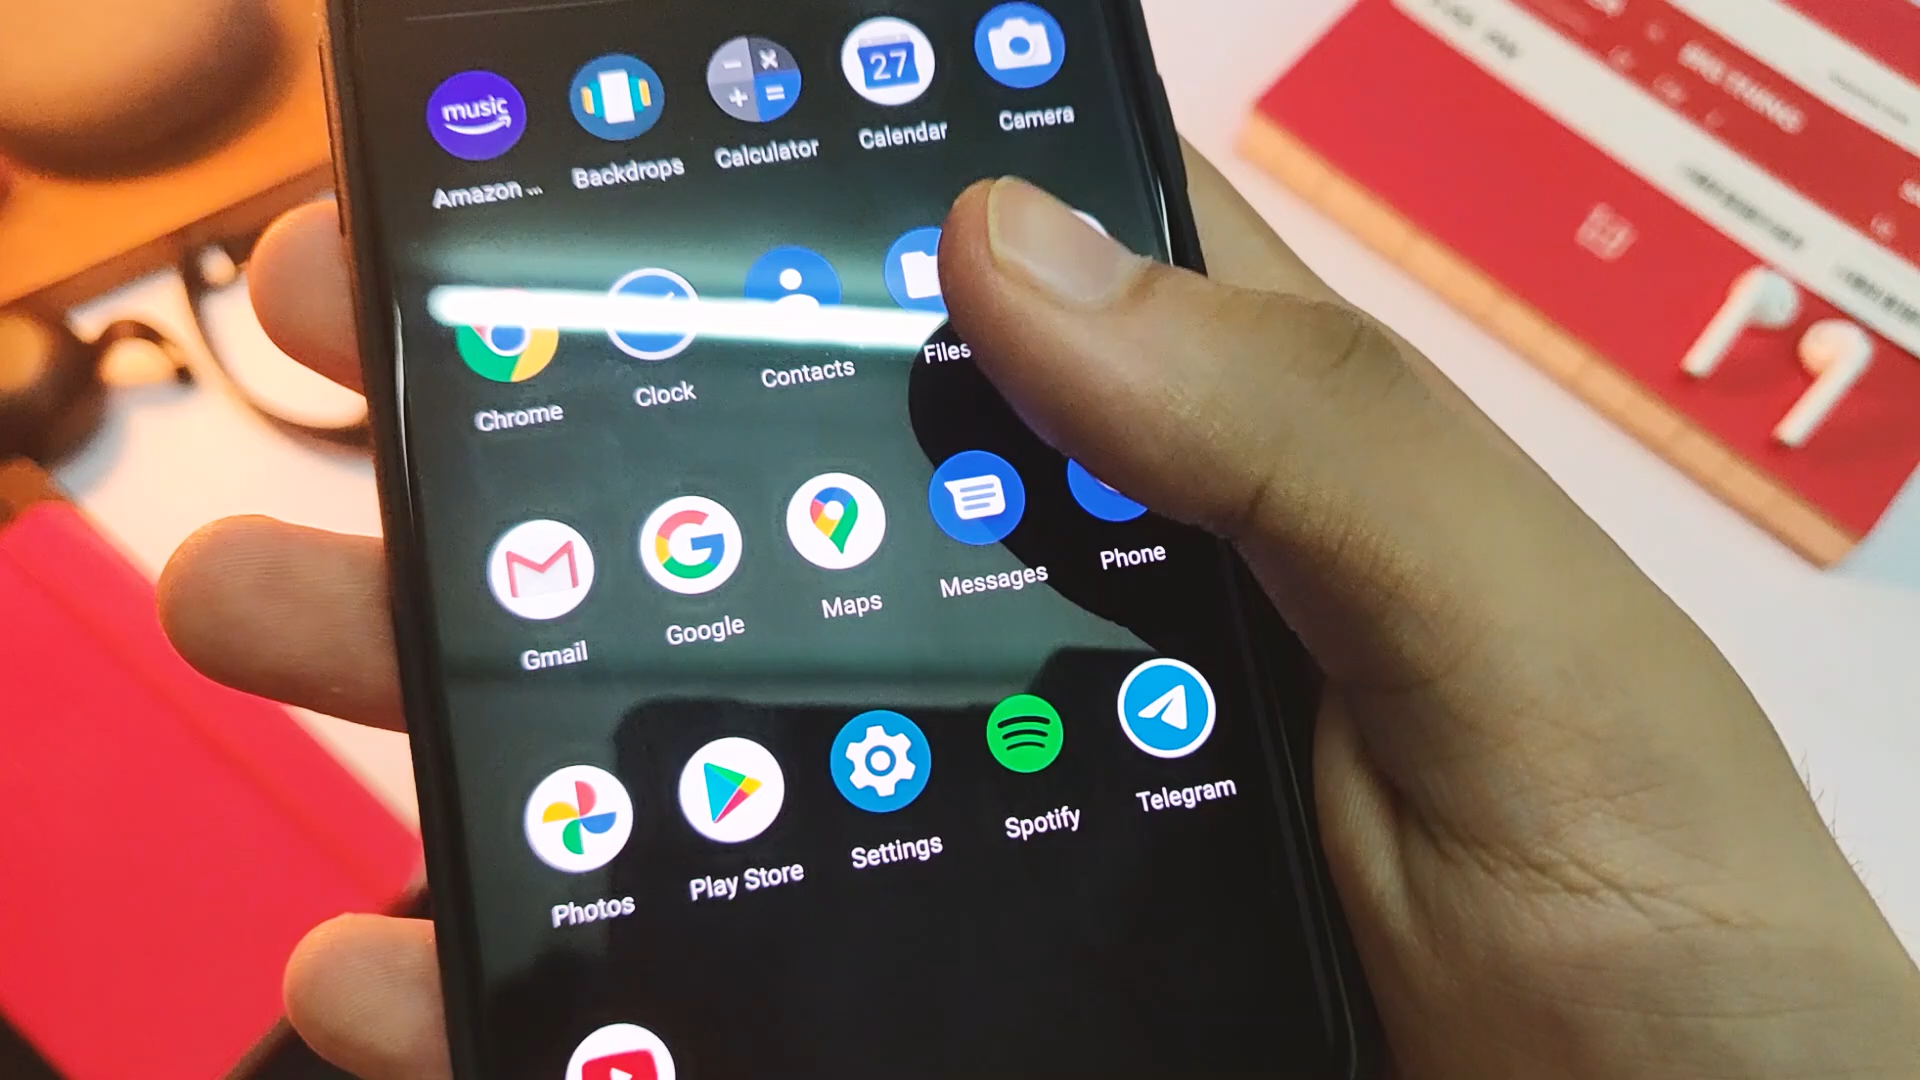 music
27
Amazon ...
Backdrops
Calculator
Calendar
Camera
Chrome
Clock
Contacts
Files
Gmail
Google
Maps
Messages
Phone
Photos
Play Store
Settings
Spotify
Telegram